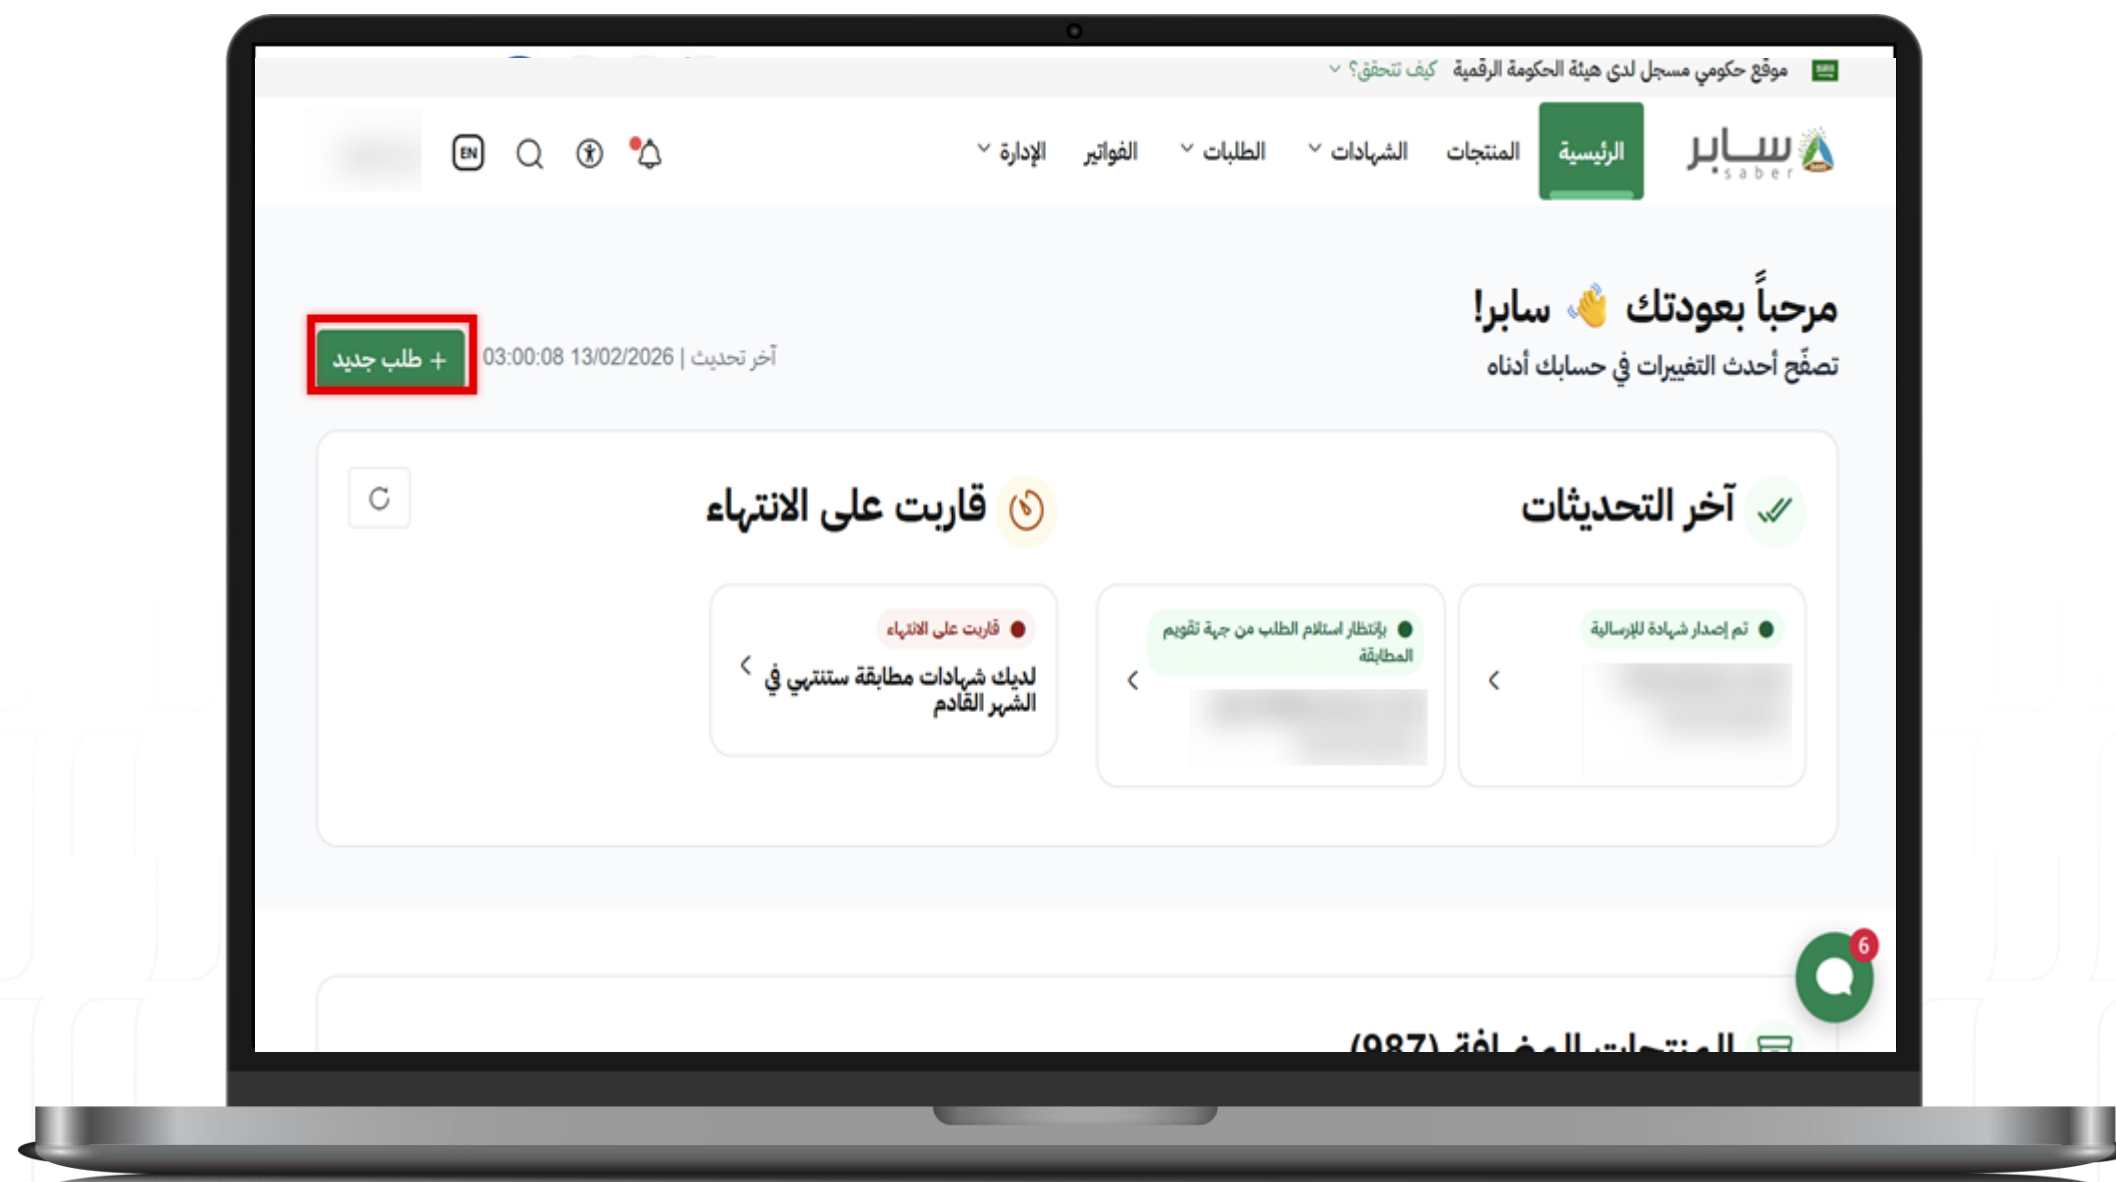 موقع حكومي مسجل لدى هيئة الحكومة الرقمية كيف تتحقق؟
سابر
saber
الرئيسية
المنتجات
الشهادات
الطلبات
الفواتير
الإدارة
EN
مرحباً بعودتك 👋 سابر!
تصفّح أحدث التغييرات في حسابك أدناه
آخر تحديث | 13/02/2026 03:00:08
+ طلب جديد
آخر التحديثات
تم إصدار شهادة للإرسالية
بإنتظار استلام الطلب من جهة تقويم
المطابقة
قاربت على الانتهاء
قاربت على الانتهاء
لديك شهادات مطابقة ستنتهي في
الشهر القادم
6
المنتجات المضافة (987)